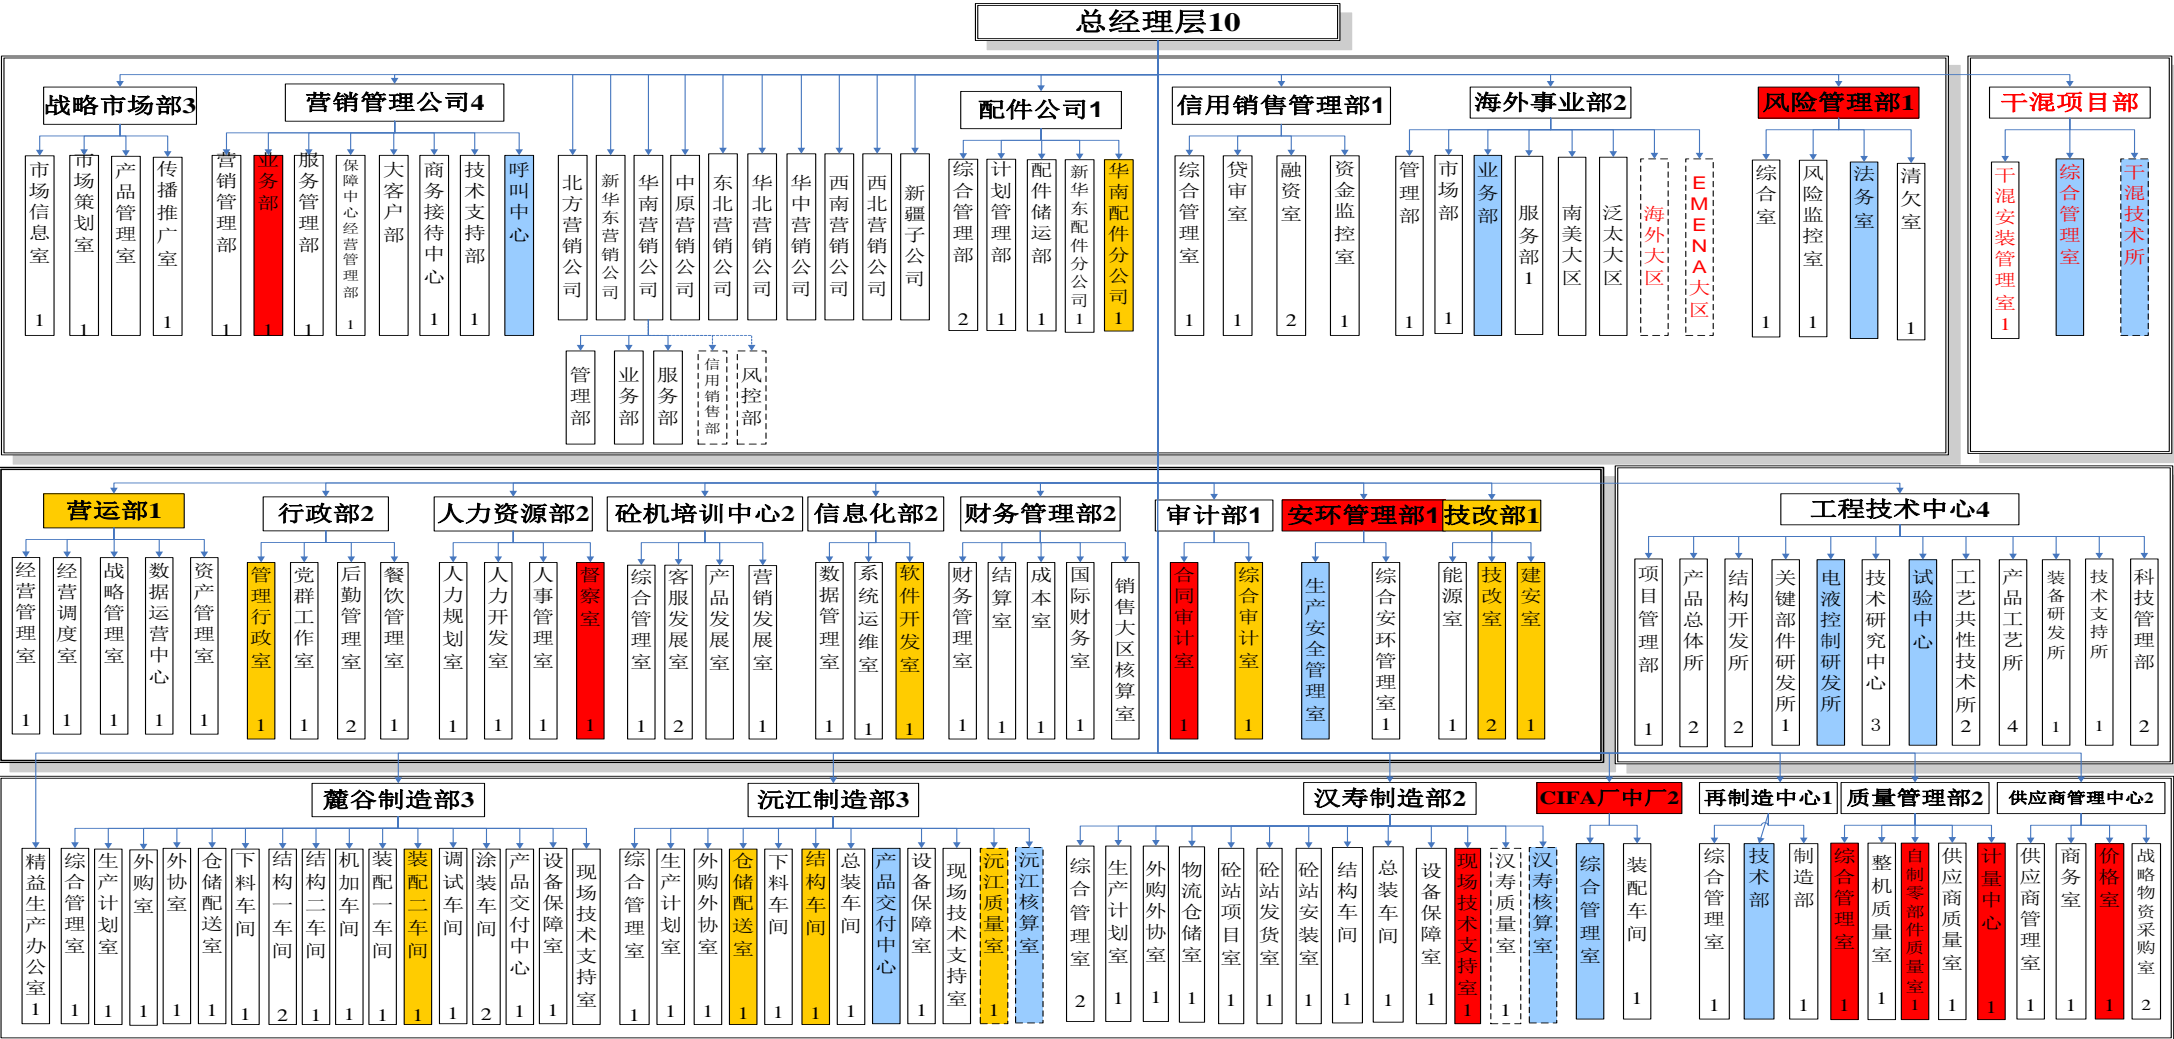 总经理层10
战略市场部3
营销管理公司4
配件公司1
信用销售管理部1
海外事业部2
风险管理部1
干混项目部
市场信息室 1
市场策划室 1
产品管理室
传播推广室 1
营销管理部 1
业务部 1
服务管理部 1
保障中心经营管理部 1
大客户部
商务接待中心 1
技术支持部 1
呼叫中心
北方营销公司
新华东营销公司
华南营销公司
中原营销公司
东北营销公司
华北营销公司
华中营销公司
西南营销公司
西北营销公司
新疆子公司
综合管理部 2
计划管理部 1
配件储运部 1
新华东配件分公司 1
华南配件分公司 1
综合管理室 1
贷审室 1
融资室 2
资金监控室 1
管理部 1
市场部 1
业务部
服务部1
南美大区
泛太大区
海外大区
EMENA大区
综合室 1
风险监控室 1
法务室
清欠室 1
干混安装管理室 1
综合管理室
干混技术所
管理部
业务部
服务部
信用销售部
风控部
营运部1
行政部2
人力资源部2
砼机培训中心2
信息化部2
财务管理部2
审计部1
安环管理部1
技改部1
工程技术中心4
经营管理室 1
经营调度室 1
战略管理室 1
数据运营中心 1
资产管理室 1
管理行政室 1
党群工作室 1
后勤管理室 2
餐饮管理室 1
人力规划室 1
人力开发室 1
人事管理室 1
督察室 1
综合管理室 1
客服发展室 2
产品发展室
营销发展室 1
数据管理室 1
系统运维室 1
软件开发室 1
财务管理室 1
结算室 1
成本室 1
国际财务室 1
销售大区核算室
合同审计室 1
综合审计室 1
生产安全管理室
综合安环管理室 1
能源室 1
技改室 2
建安室 1
项目管理部 1
产品总体所 2
结构开发所 2
关键部件研发所 1
电液控制研发所
技术研究中心 3
试验中心
工艺共性技术所 2
产品工艺所 4
装备研发所 1
技术支持所 1
科技管理部 2
麓谷制造部3
沅江制造部3
汉寿制造部2
CIFA厂中厂2
再制造中心1
质量管理部2
供应商管理中心2
精益生产办公室 1
综合管理室 1
生产计划室 1
外购室 1
外协室 1
仓储配送室 1
下料车间 1
结构一车间 2
结构二车间 1
机加车间 1
装配一车间 1
装配二车间 1
调试车间 1
涂装车间 2
产品交付中心 1
设备保障室 1
现场技术支持室
综合管理室 1
生产计划室 1
外购外协室 1
仓储配送室 1
下料车间 1
结构车间 1
总装车间 1
产品交付中心
设备保障室 1
现场技术支持室
沅江质量室 1
沅江核算室
综合管理室 2
生产计划室 1
外购外协室 1
物流仓储室 1
砼站项目室 1
砼站发货室 1
砼站安装室 1
结构车间 1
总装车间 1
设备保障室 1
现场技术支持室 1
汉寿质量室 1
汉寿核算室
综合管理室
装配车间 1
综合管理室 1
技术部
制造部 1
综合管理室 1
整机质量室 1
自制零部件质量室 1
供应商质量室 1
计量中心 1
供应商管理室 1
商务室 1
价格室 1
战略物资采购室 2